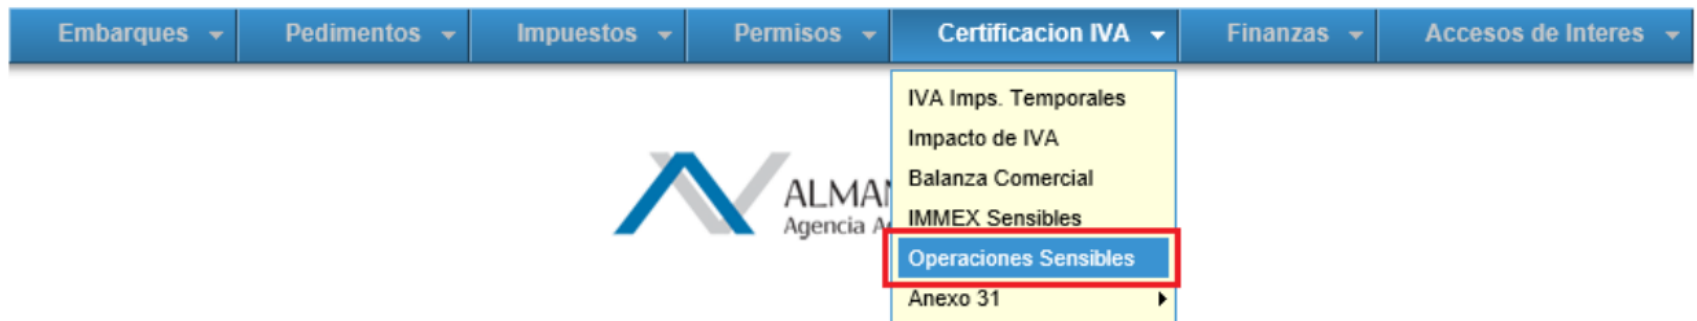 Embarques Pedimentos Impuestos Permisos Certificacion IVA Finanzas Accesos de Interes
IVA Imps. Temporales
Impacto de IVA
Balanza Comercial
IMMEX Sensibles
Operaciones Sensibles
Anexo 31
Agencia